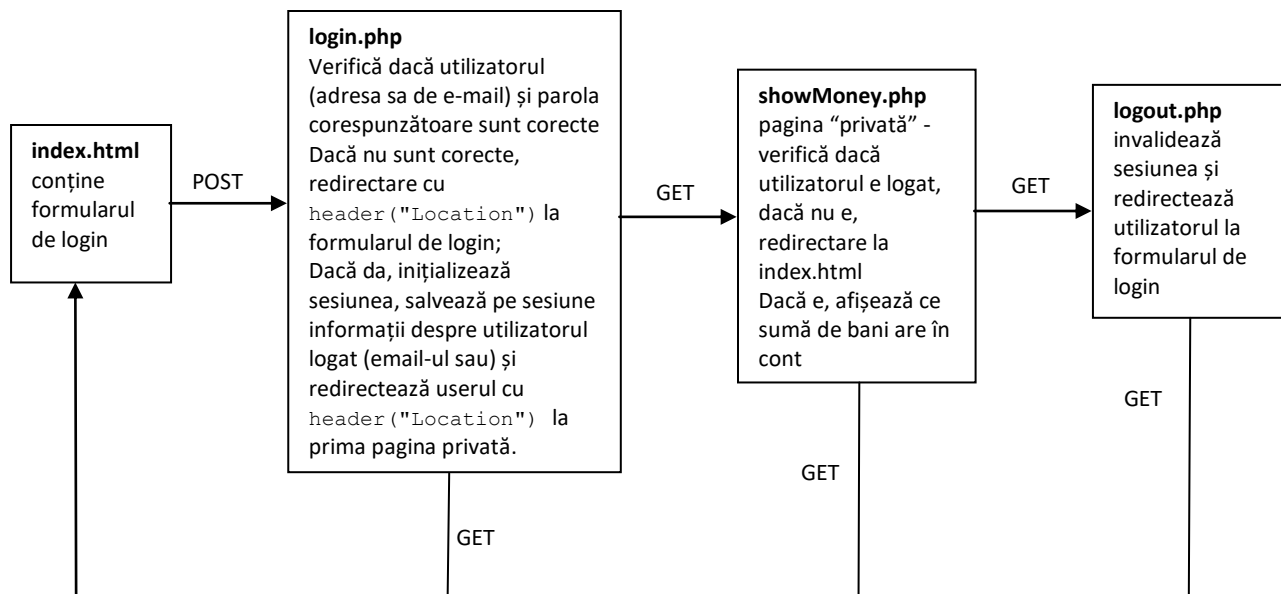 index.html
conține
formularul
de login
POST
login.php
Verifică dacă utilizatorul
(adresa sa de e-mail) și parola
corespunzătoare sunt corecte
Dacă nu sunt corecte,
redirectare cu
header("Location") la
formularul de login;
Dacă da, inițializează
sesiunea, salvează pe sesiune
informații despre utilizatorul
logat (email-ul sau) și
redirectează userul cu
header("Location") la
prima pagina privată.
GET
showMoney.php
pagina “privată” -
verifică dacă
utilizatorul e logat,
dacă nu e,
redirectare la
index.html
Dacă e, afișează ce
sumă de bani are în
cont
GET
logout.php
invalidează
sesiunea și
redirectează
utilizatorul la
formularul de
login
GET
GET
GET